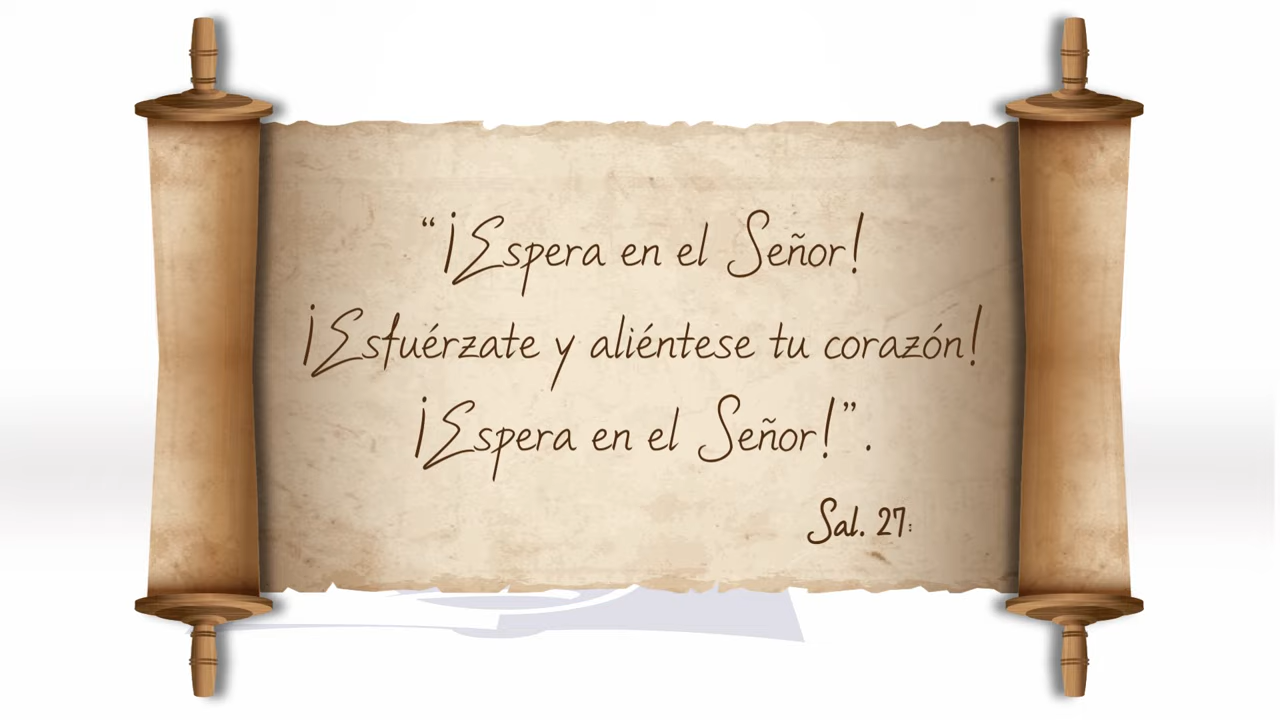 “¡Espera en el Señor!
¡Esfuérzate y aliéntese tu corazón!
¡Espera en el Señor!”.
Sal. 27: